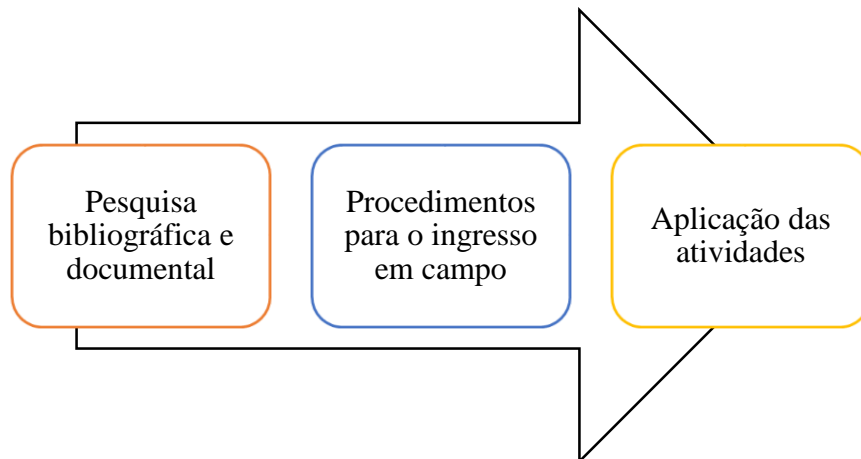 Pesquisa
bibliográfica e
documental
Procedimentos
para o ingresso
em campo
Aplicação das
atividades